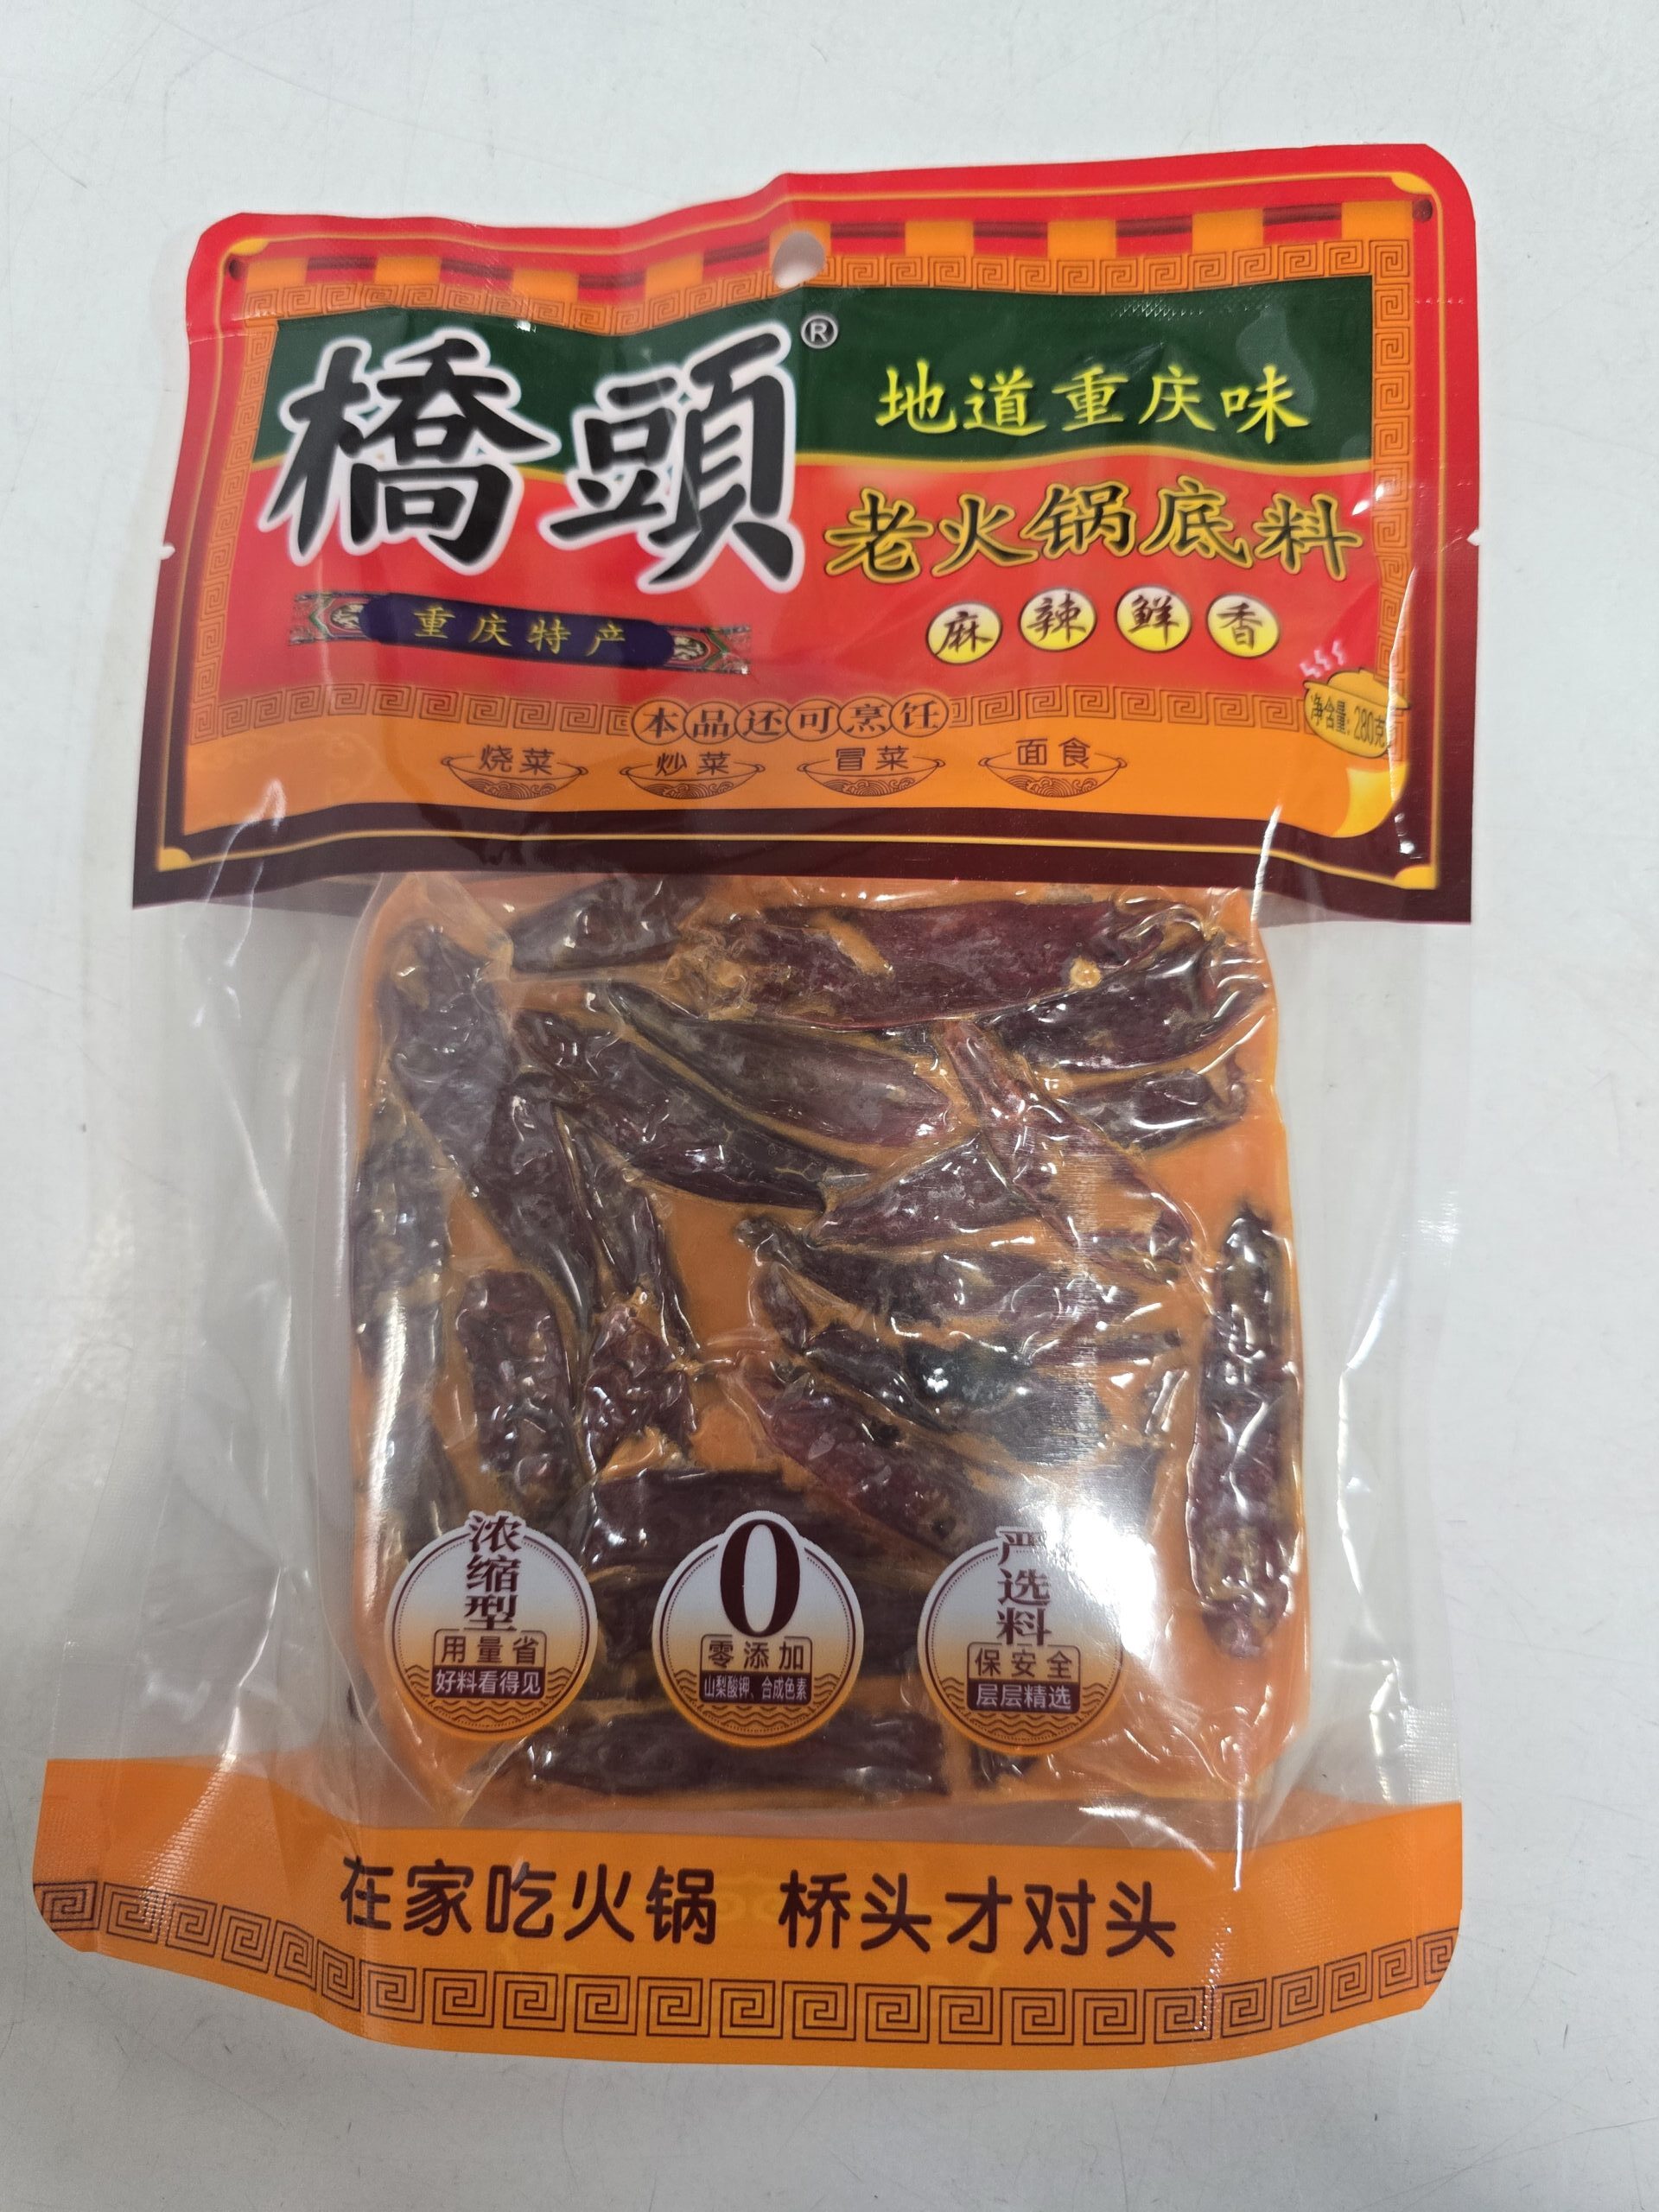 橋頭®
地道重庆味
老火锅底料
重庆特产
麻辣鲜香
净含量:280克
本品还可烹饪
烧菜 炒菜 冒菜 面食
浓缩型
用量省
好料看得见
0
零添加
山梨酸钾、合成色素
严选料
保安全
层层精选
在家吃火锅 桥头才对头